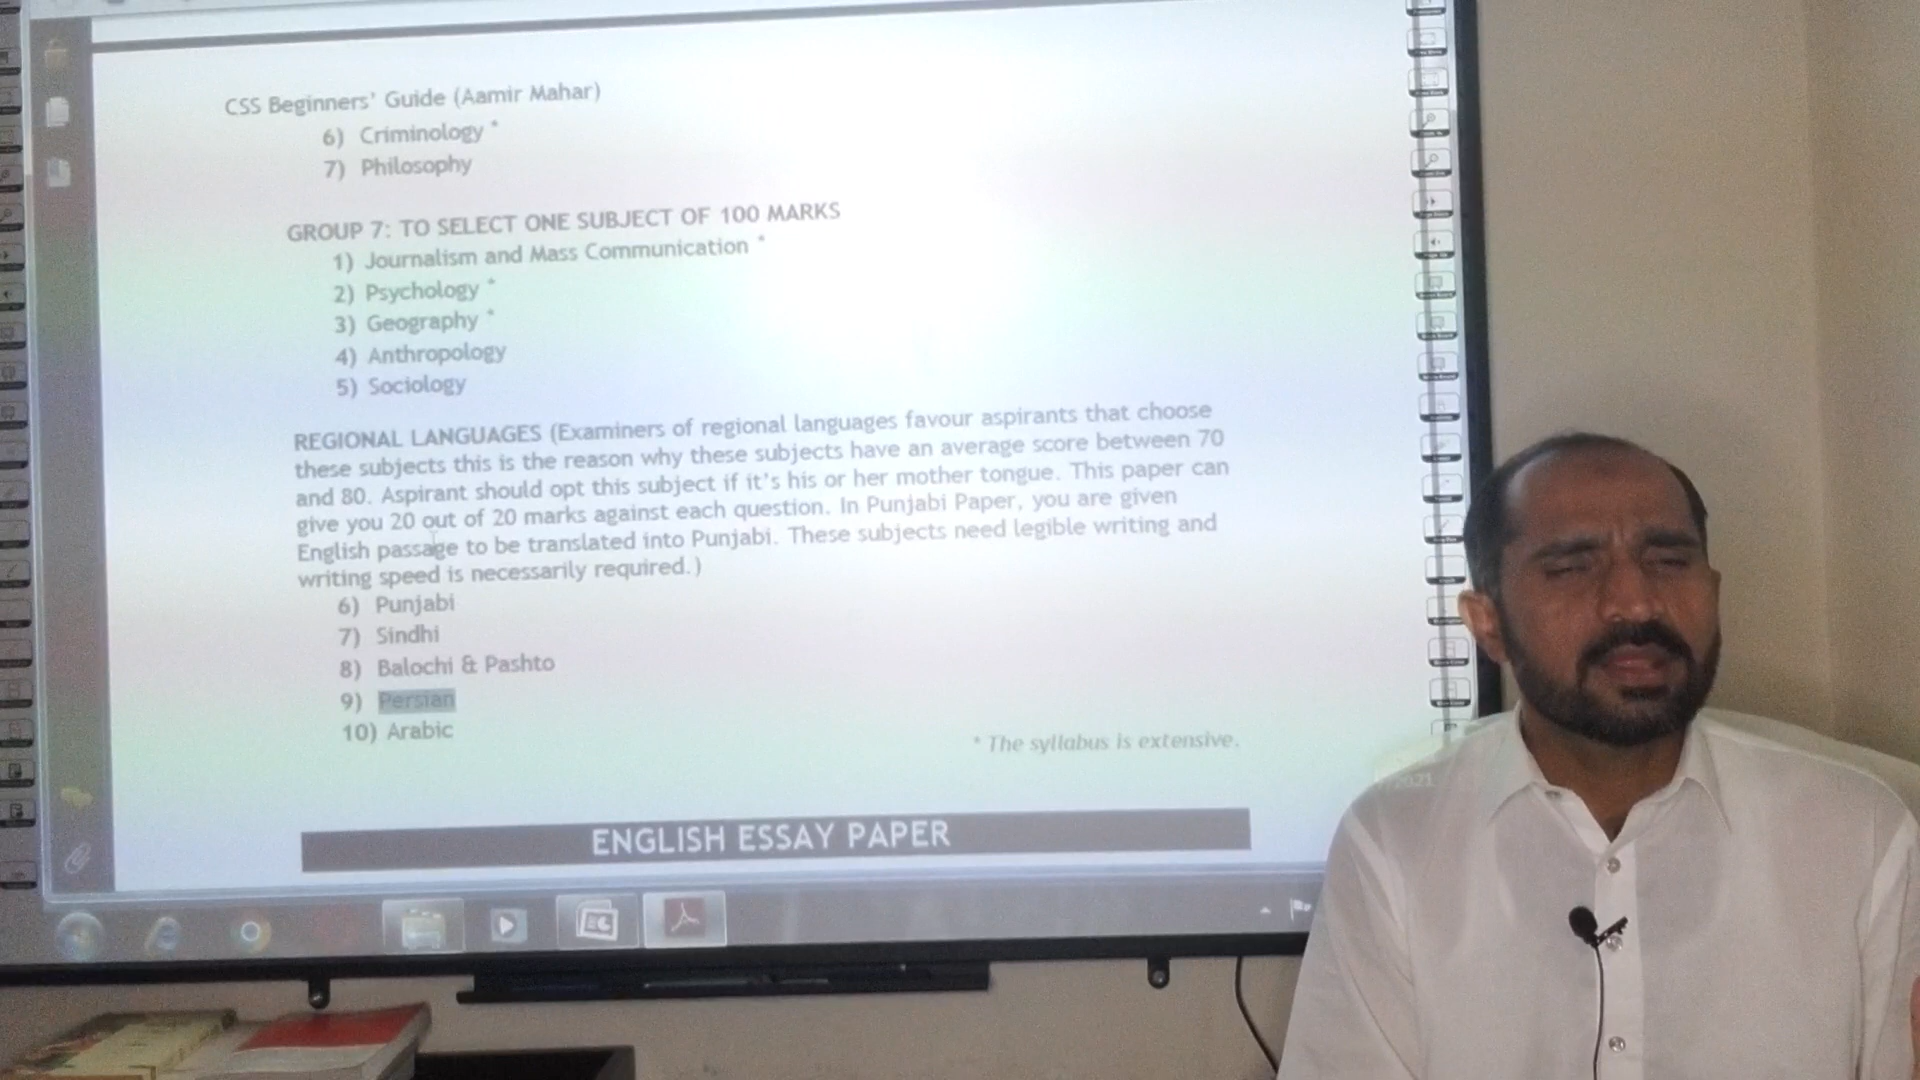 CSS Beginners' Guide (Aamir Mahar)
6) Criminology *
7) Philosophy
GROUP 7: TO SELECT ONE SUBJECT OF 100 MARKS
1) Journalism and Mass Communication *
2) Psychology *
3) Geography *
4) Anthropology
5) Sociology
REGIONAL LANGUAGES (Examiners of regional languages favour aspirants that choose
these subjects this is the reason why these subjects have an average score between 70
and 80. Aspirant should opt this subject if it's his or her mother tongue. This paper can
give you 20 out of 20 marks against each question. In Punjabi Paper, you are given
English passage to be translated into Punjabi. These subjects need legible writing and
writing speed is necessarily required.)
6) Punjabi
7) Sindhi
8) Balochi & Pashto
9) Persian
10) Arabic
* The syllabus is extensive.
ENGLISH ESSAY PAPER